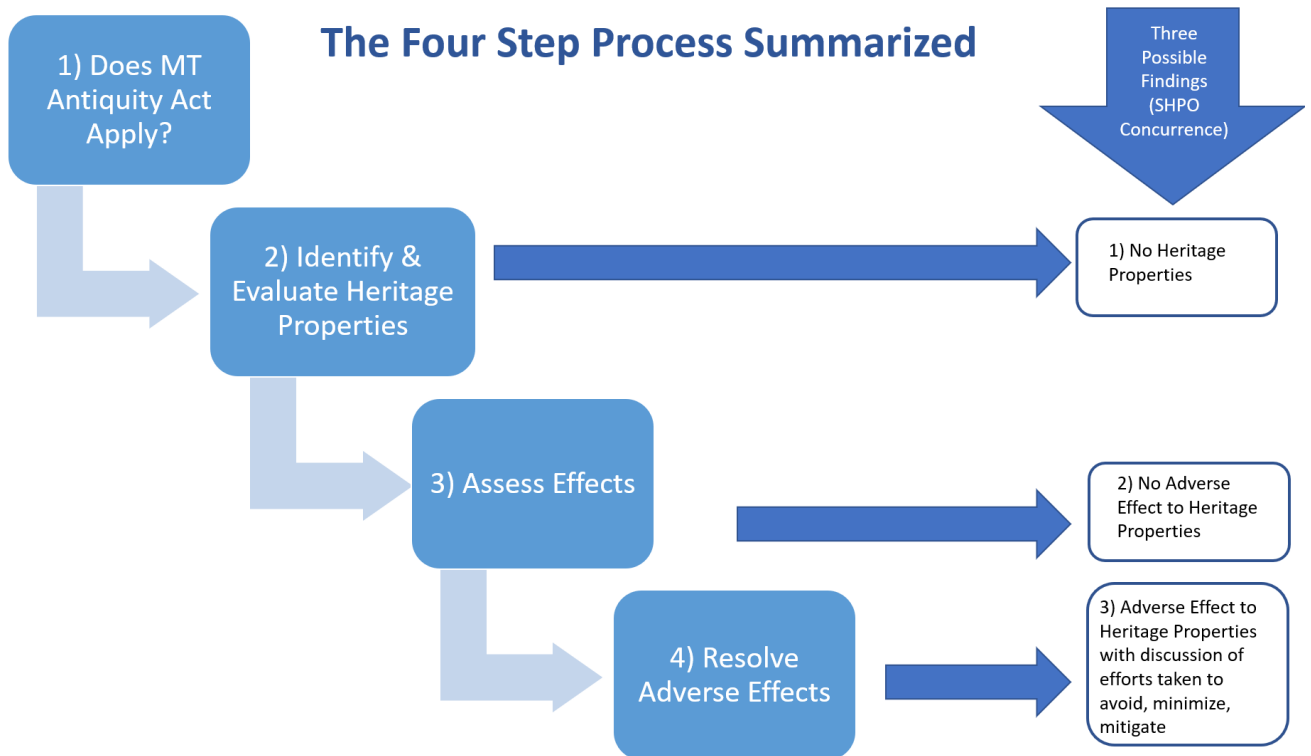 The Four Step Process Summarized
Three
Possible
Findings
(SHPO
Concurrence)
1) Does MT
Antiquity Act
Apply?
2) Identify &
Evaluate Heritage
Properties
1) No Heritage
Properties
3) Assess Effects
2) No Adverse
Effect to Heritage
Properties
4) Resolve
Adverse Effects
3) Adverse Effect to
Heritage Properties
with discussion of
efforts taken to
avoid, minimize,
mitigate